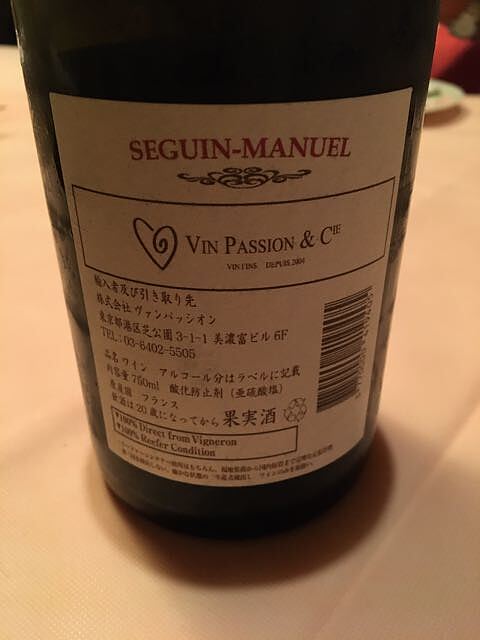 SEGUIN-MANUEL
VIN PASSION & CIE
VIN FINS DEPUIS 2004
輸入者及び引き取り先
株式会社 ヴァンパッシオン
東京都港区芝公園 3-1-1 美濃富ビル 6F
TEL:03-6402-5505
品名 ワイン アルコール分はラベルに記載
内容量 750ml 酸化防止剤(亜硫酸塩)
原産国 フランス
飲酒は20歳になってから 果実酒
♥100% Direct from Vigneron
♥100% Reefer Condition